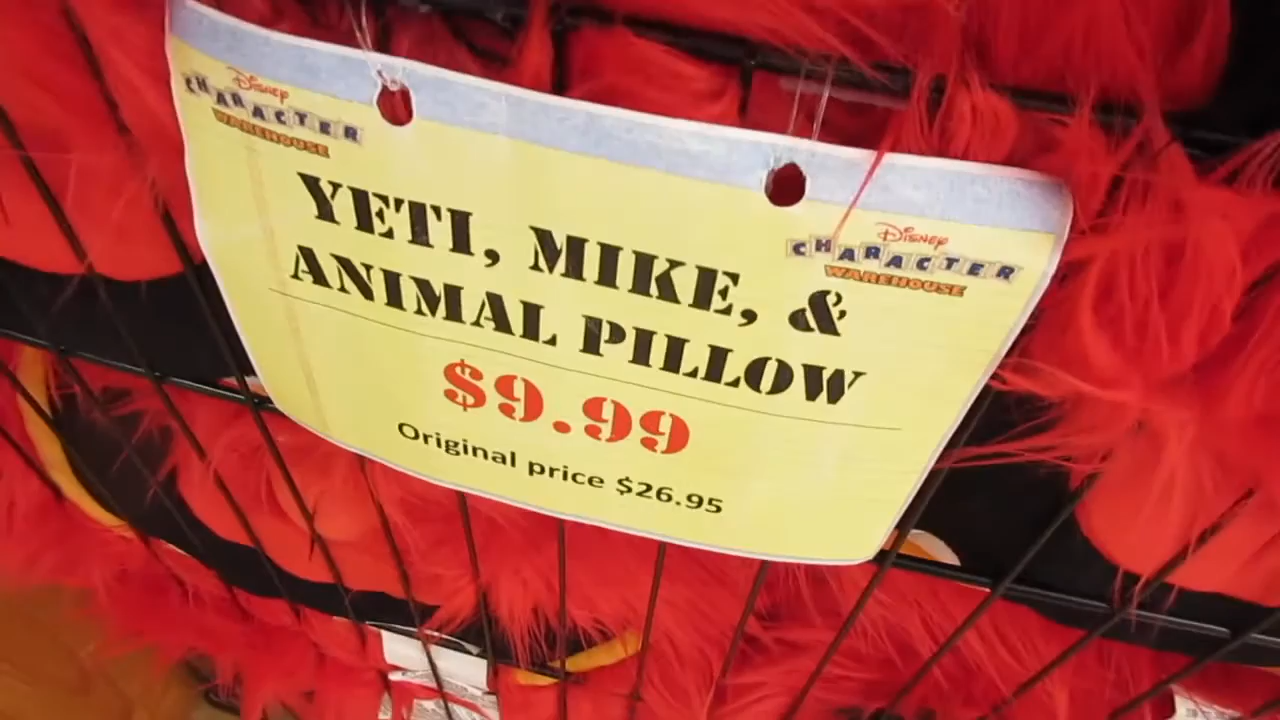 Disney
CHARACTER
WAREHOUSE
YETI, MIKE, &
ANIMAL PILLOW
$9.99
Original price $26.95
Disney
CHARACTER
WAREHOUSE